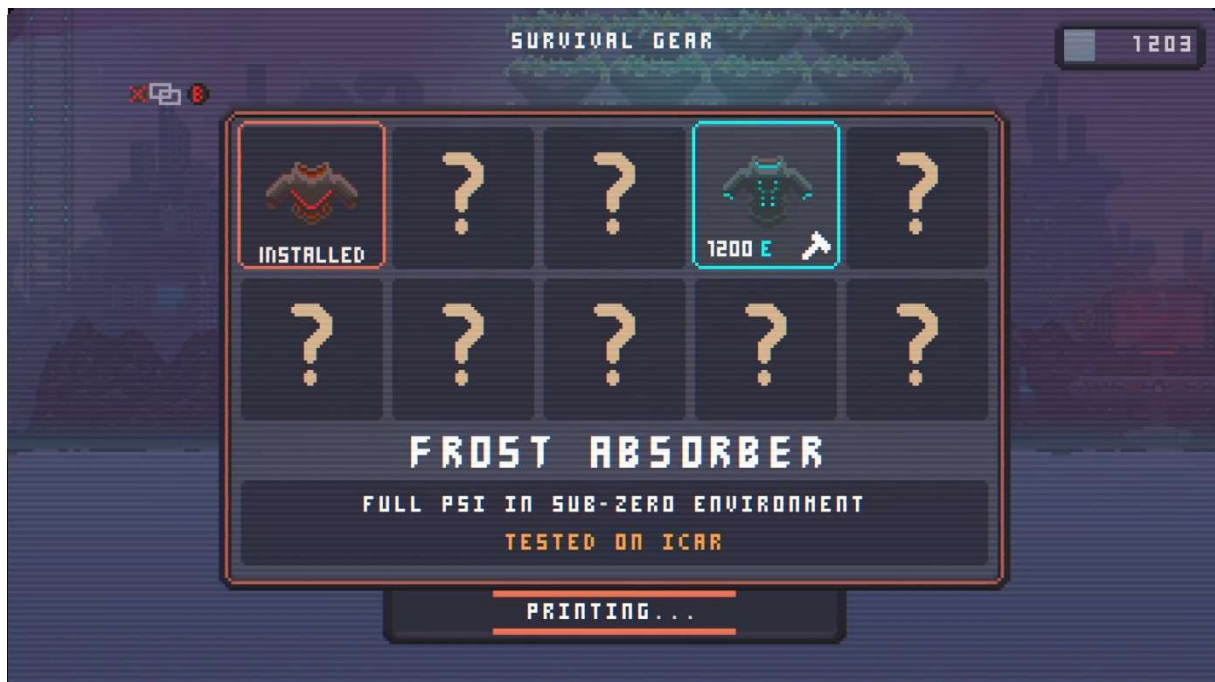 SURVIVAL GEAR
1203
B
INSTALLED
?
?
1200 E
?
?
?
?
?
?
FROST ABSORBER
FULL PSI IN SUB-ZERO ENVIRONMENT
TESTED ON ICAR
PRINTING...